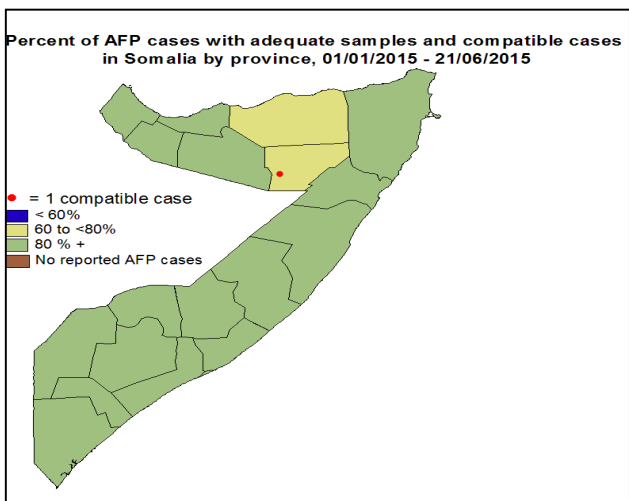 Percent of AFP cases with adequate samples and compatible cases
in Somalia by province, 01/01/2015 - 21/06/2015
= 1 compatible case
< 60%
60 to <80%
80 % +
No reported AFP cases